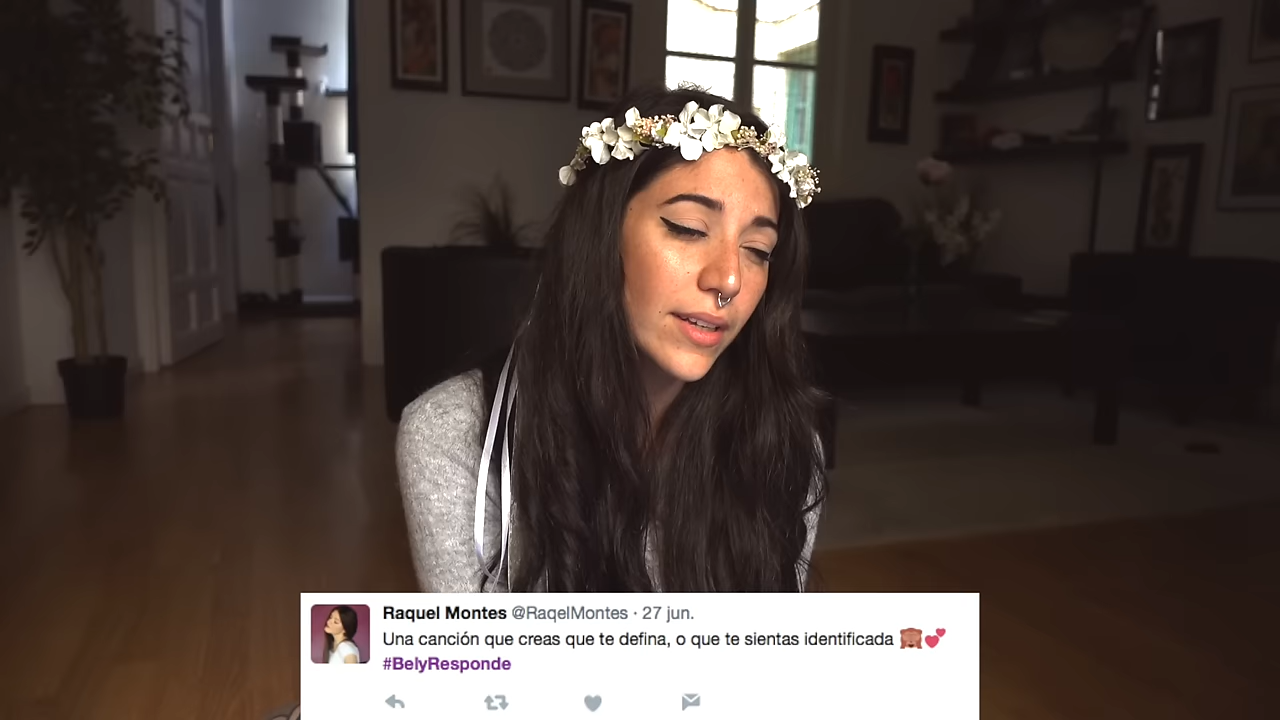 Raquel Montes @RaqelMontes · 27 jun.
Una canción que creas que te defina, o que te sientas identificada 🙈💕
#BelyResponde